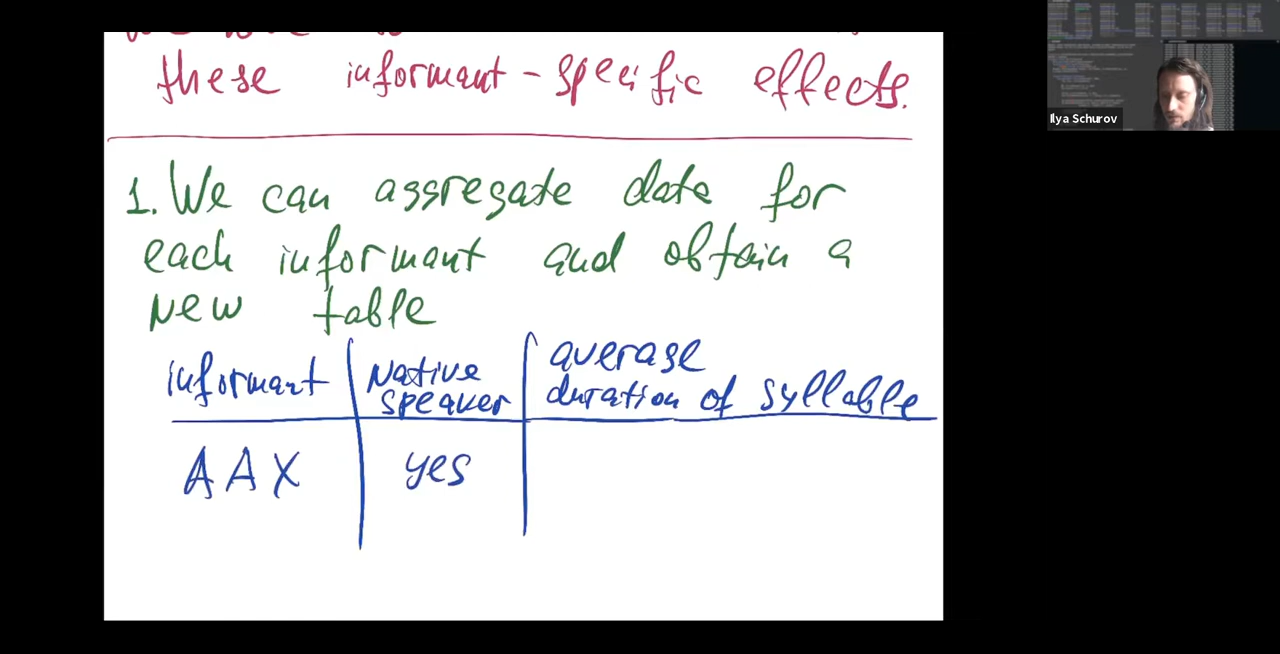 these informant - specific effects.
1. We can aggregate data for
each informant and obtain a
new table
informant
Native
speaker
average
duration of syllable
AAX
yes
Ilya Schurov